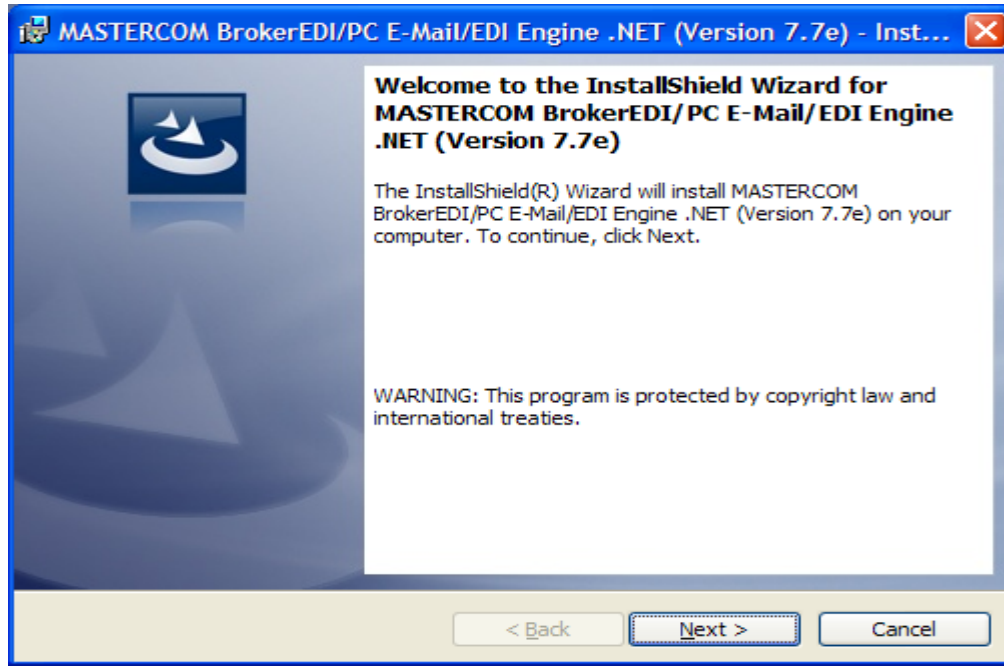 MASTERCOM BrokerEDI/PC E-Mail/EDI Engine .NET (Version 7.7e) - Inst...
Welcome to the InstallShield Wizard for
MASTERCOM BrokerEDI/PC E-Mail/EDI Engine
.NET (Version 7.7e)
The InstallShield(R) Wizard will install MASTERCOM
BrokerEDI/PC E-Mail/EDI Engine .NET (Version 7.7e) on your
computer. To continue, click Next.
WARNING: This program is protected by copyright law and
international treaties.
< Back Next > Cancel